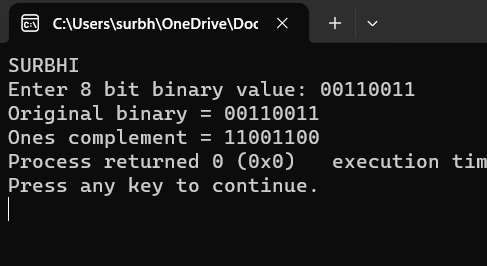 C:\Users\surbh\OneDrive\Doc
SURBHI
Enter 8 bit binary value: 00110011
Original binary = 00110011
Ones complement = 11001100
Process returned 0 (0x0)   execution tim
Press any key to continue.